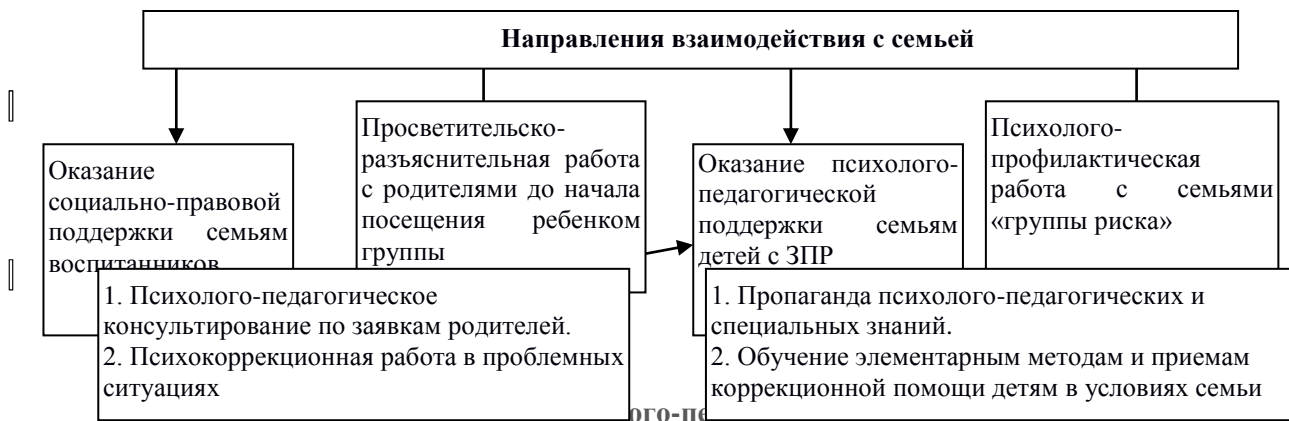 Направления взаимодействия с семьей
Оказание
социально-правовой
поддержки семьям
воспитанников
Просветительско-
разъяснительная работа
с родителями до начала
посещения ребенком
группы
Оказание психолого-
педагогической
поддержки семьям
детей с ЗПР
Психолого-
профилактическая
работа с семьями
«группы риска»
1. Психолого-педагогическое
консультирование по заявкам родителей.
2. Психокоррекционная работа в проблемных
ситуациях
1. Пропаганда психолого-педагогических и
специальных знаний.
2. Обучение элементарным методам и приемам
коррекционной помощи детям в условиях семьи